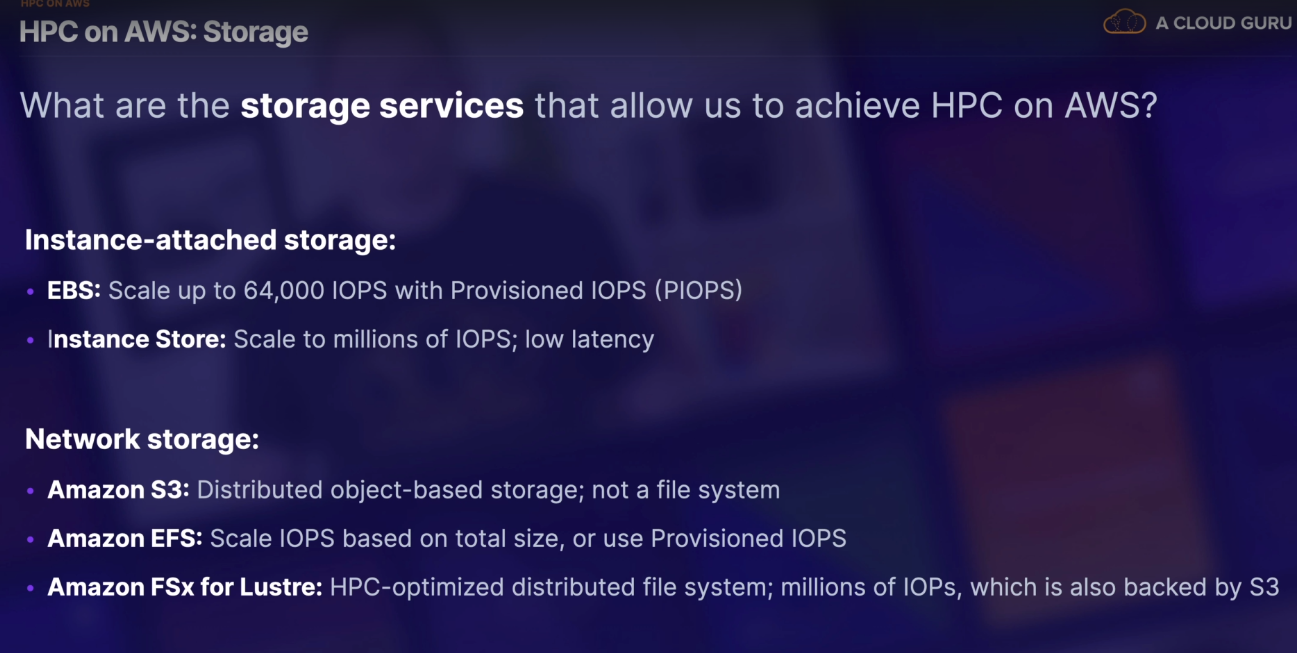 HPC ON AWS
HPC on AWS: Storage
A CLOUD GURU
What are the storage services that allow us to achieve HPC on AWS?
Instance-attached storage:
• EBS: Scale up to 64,000 IOPS with Provisioned IOPS (PIOPS)
• Instance Store: Scale to millions of IOPS; low latency
Network storage:
• Amazon S3: Distributed object-based storage; not a file system
• Amazon EFS: Scale IOPS based on total size, or use Provisioned IOPS
• Amazon FSx for Lustre: HPC-optimized distributed file system; millions of IOPs, which is also backed by S3